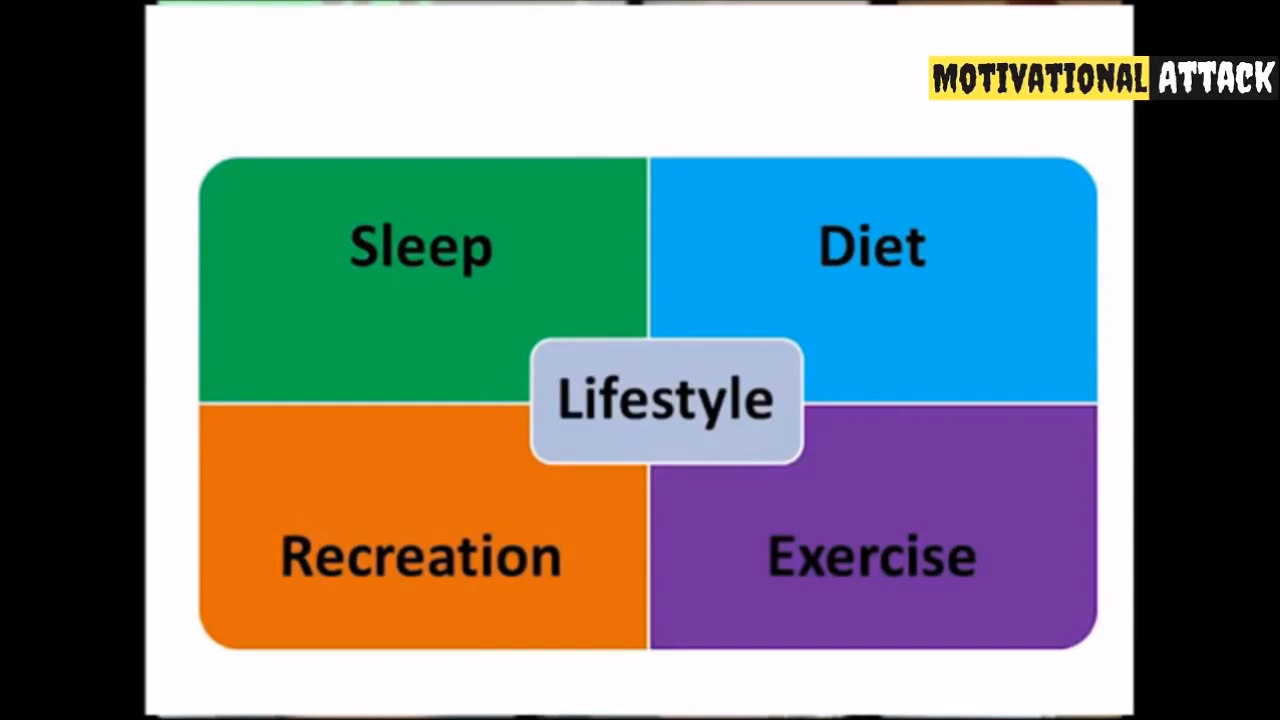 MOTIVATIONAL ATTACK
Sleep
Diet
Lifestyle
Recreation
Exercise